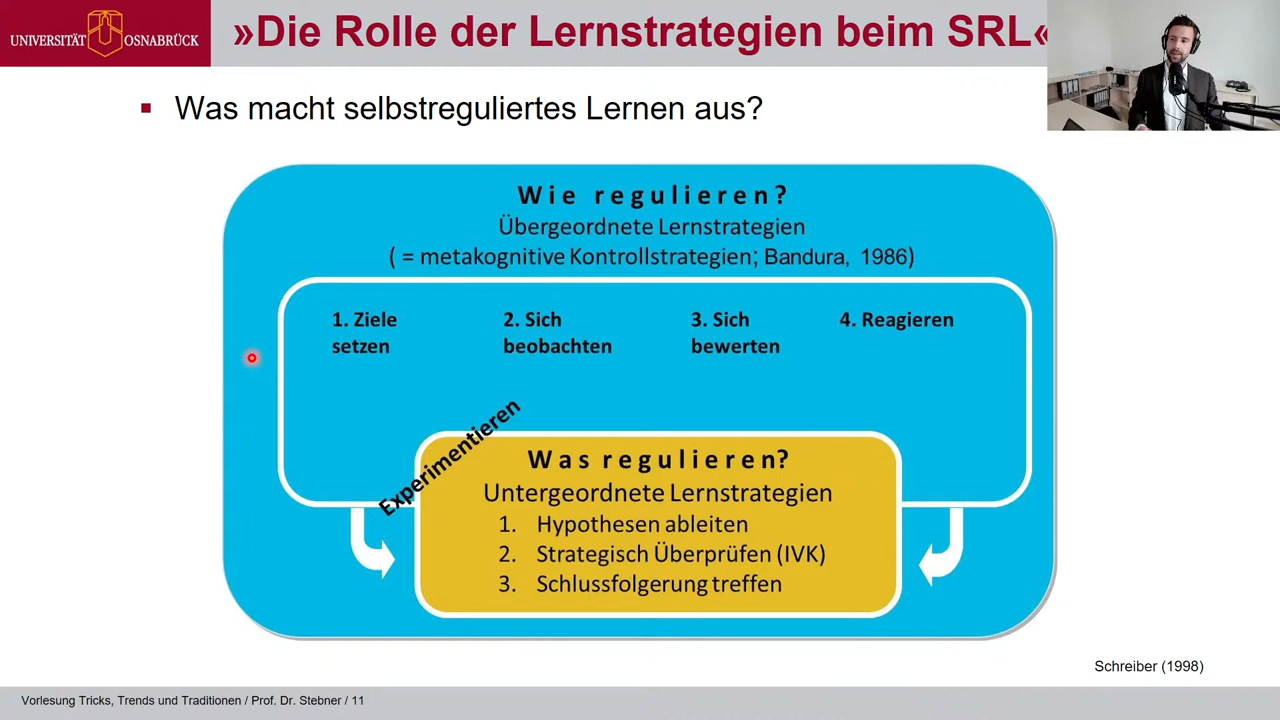 UNIVERSITÄT OSNABRÜCK
»Die Rolle der Lernstrategien beim SRL«
▪ Was macht selbstreguliertes Lernen aus?
Wie regulieren?
Übergeordnete Lernstrategien
( = metakognitive Kontrollstrategien; Bandura, 1986)
1. Ziele setzen
2. Sich beobachten
3. Sich bewerten
4. Reagieren
Experimentieren
Was regulieren?
Untergeordnete Lernstrategien
1. Hypothesen ableiten
2. Strategisch Überprüfen (IVK)
3. Schlussfolgerung treffen
Schreiber (1998)
Vorlesung Tricks, Trends und Traditionen / Prof. Dr. Stebner / 11